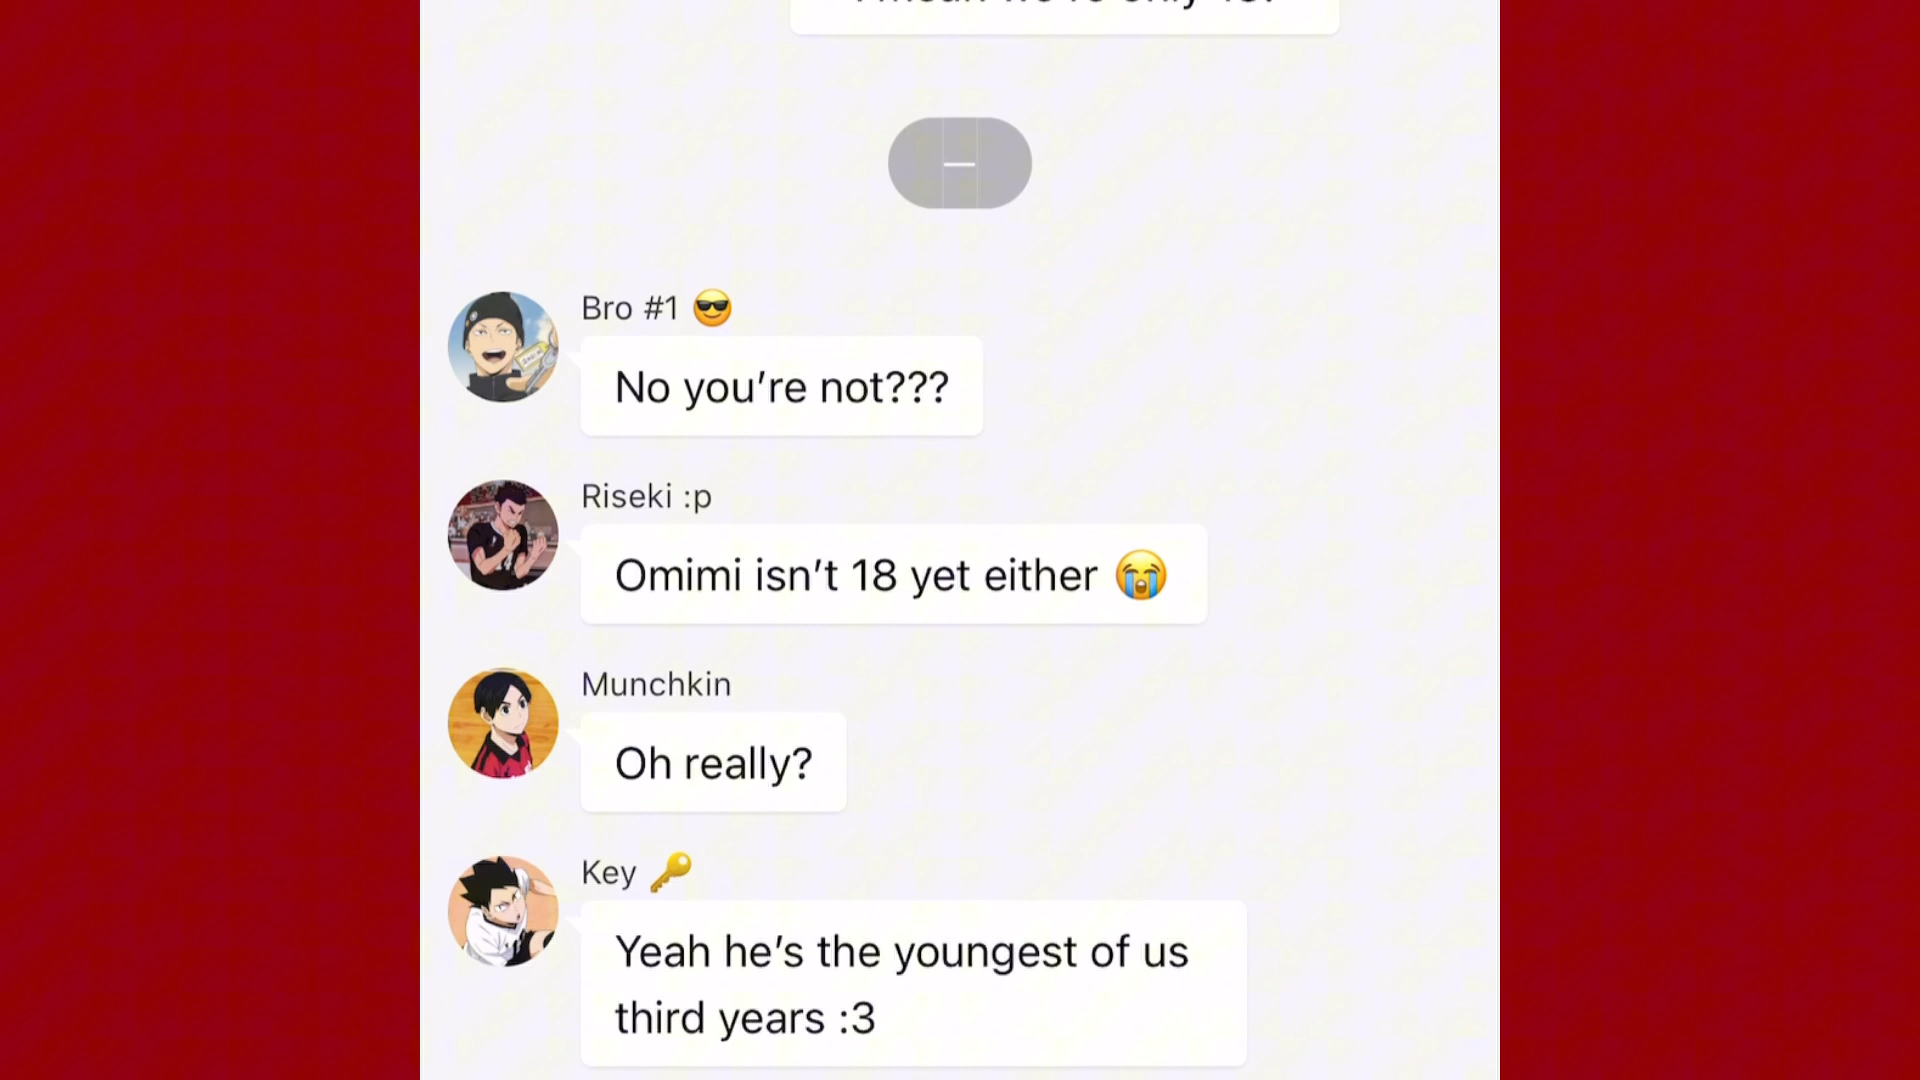 Bro #1 😎
No you're not???
Riseki :p
Omimi isn't 18 yet either 😭
Munchkin
Oh really?
Key 🔑
Yeah he's the youngest of us
third years :3